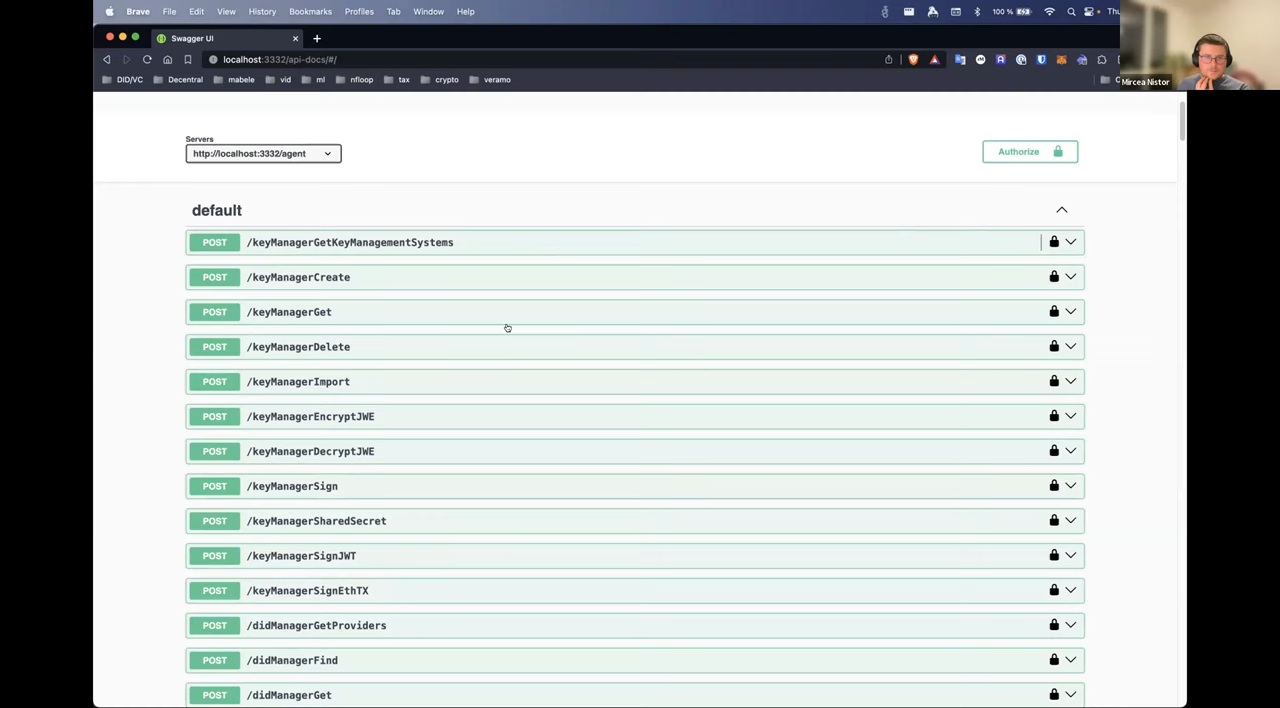 Brave File Edit View History Bookmarks Profiles Tab Window Help 100 % Thu
Swagger UI
localhost:3332/api-docs/#/
DID/VC Decentral mabele vid ml nfloop tax crypto veramo
Mircea Nistor
Servers
http://localhost:3332/agent
Authorize
default
POST /keyManagerGetKeyManagementSystems
POST /keyManagerCreate
POST /keyManagerGet
POST /keyManagerDelete
POST /keyManagerImport
POST /keyManagerEncryptJWE
POST /keyManagerDecryptJWE
POST /keyManagerSign
POST /keyManagerSharedSecret
POST /keyManagerSignJWT
POST /keyManagerSignEthTX
POST /didManagerGetProviders
POST /didManagerFind
POST /didManagerGet